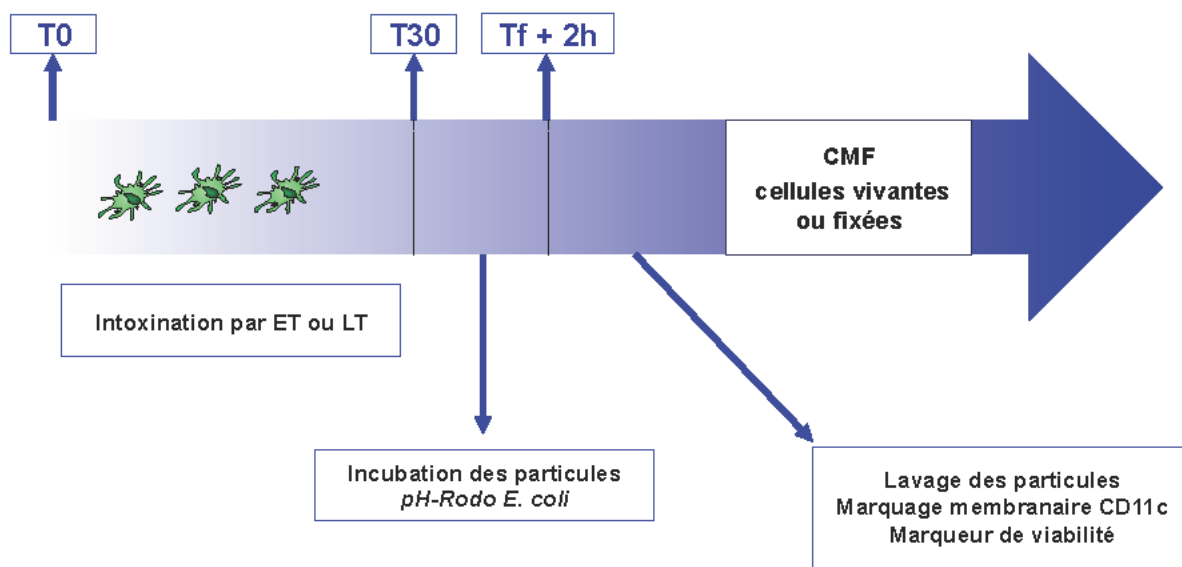 T0
T30
Tf + 2h
CMF
cellules vivantes
ou fixées
Intoxination par ET ou LT
Incubation des particules
pH-Rodo E. coli
Lavage des particules
Marquage membranaire CD11c
Marqueur de viabilité